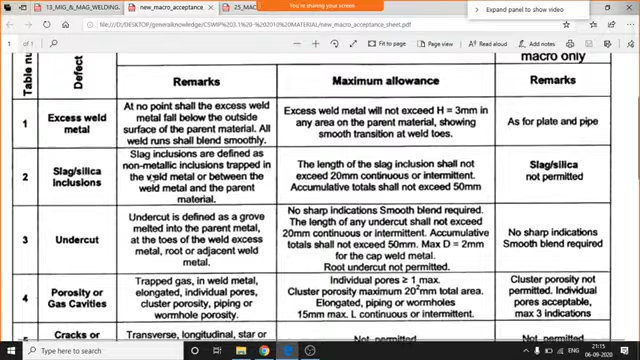 You're sharing your screen
Expand panel to show video
13_MIG_& MAG_WELDING.
new_macro_acceptance_sheet.pdf
25_MAC
file:///D:/DESKTOP/generalknowledge/CSWIP%203.1-%202010%20MATERIAL/new_macro_acceptance_sheet.pdf
1
Page view
Read aloud
Add notes
Table nu
Defect
macro only
Remarks
Maximum allowance
Remarks
1
Excess weld
metal
At no point shall the excess weld
metal fall below the outside
surface of the parent material. All
weld runs shall blend smoothly.
Excess weld metal will not exceed H = 3mm in
any area on the parent material, showing
smooth transition at weld toes.
As for plate and pipe
2
Slag/silica
inclusions
Slag inclusions are defined as
non-metallic inclusions trapped in
the weld metal or between the
weld metal and the parent
material.
The length of the slag inclusion shall not
exceed 20mm continuous or intermittent.
Accumulative totals shall not exceed 50mm
Slag/silica
not permitted
3
Undercut
Undercut is defined as a grove
melted into the parent metal,
at the toes of the weld excess
metal, root or adjacent weld
metal.
No sharp indications Smooth blend required.
The length of any undercut shall not exceed
20mm continuous or intermittent. Accumulative
totals shall not exceed 50mm. Max D = 2mm
for the cap weld metal.
Root undercut not permitted.
No sharp indications
Smooth blend required
4
Porosity or
Gas Cavities
Trapped gas, in weld metal,
elongated, individual pores,
cluster porosity, piping or
wormhole porosity.
Individual pores ≥ 1 max.
Cluster porosity maximum 20²mm total area.
Elongated, piping or wormholes
15mm max. L continuous or intermittent.
Cluster porosity not
permitted. Individual
pores acceptable,
max 3 indications
Cracks or
Transverse, longitudinal, star or
Not permitted
Not permitted
Type here to search
ENG
21:15
06-09-2020